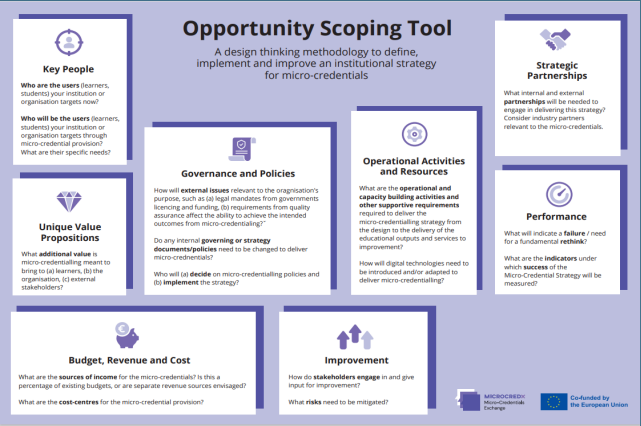 Opportunity Scoping Tool
A design thinking methodology to define,
implement and improve an institutional strategy
for micro-credentials
Key People
Who are the users (learners,
students) your institution or
organisation targets now?
Who will be the users (learners,
students) your institution or
organisation targets through
micro-credential provision?
What are their specific needs?
Unique Value
Propositions
What additional value is
micro-credentialling meant to
bring to (a) learners, (b) the
organisation, (c) external
stakeholders?
Governance and Policies
How will external issues relevant to the oragnisation's
purpose, such as (a) legal mandates from governments
licencing and funding, (b) requirements from quality
assurance affect the ability to achieve the intended
outcomes from micro-credentialing?"
Do any internal governing or strategy
documents/policies need to be changed to deliver
micro-crednentials?
Who will (a) decide on microcredentialling policies and
(b) implement the strategy?
Operational Activities
and Resources
What are the operational and
capacity building activities and
other supportive requirements
required to deliver the
microcredentialling strategy from
the design to the delivery of the
educational outputs and services to
improvement?
How will digital technologies need to
be introduced and/or adapted to
deliver micro-credentialling?
Strategic
Partnerships
What internal and external
partnerships will be needed to
engage in delivering this strategy?
Consider industry partners
relevant to the micro-credentials.
Performance
What will indicate a failure / need
for a fundamental rethink?
What are the indicators under
which success of the
Micro-Credential Strategy will be
measured?
Budget, Revenue and Cost
What are the sources of income for the micro-credentials? Is this a
percentage of existing budgets, or are separate revenue sources envisaged?
What are the cost-centres for the micro-credential provision?
Improvement
How do stakeholders engage in and give
input for improvement?
What risks need to be mitigated?
Micro-Credentials
Exchange
Co-funded by
the European Union